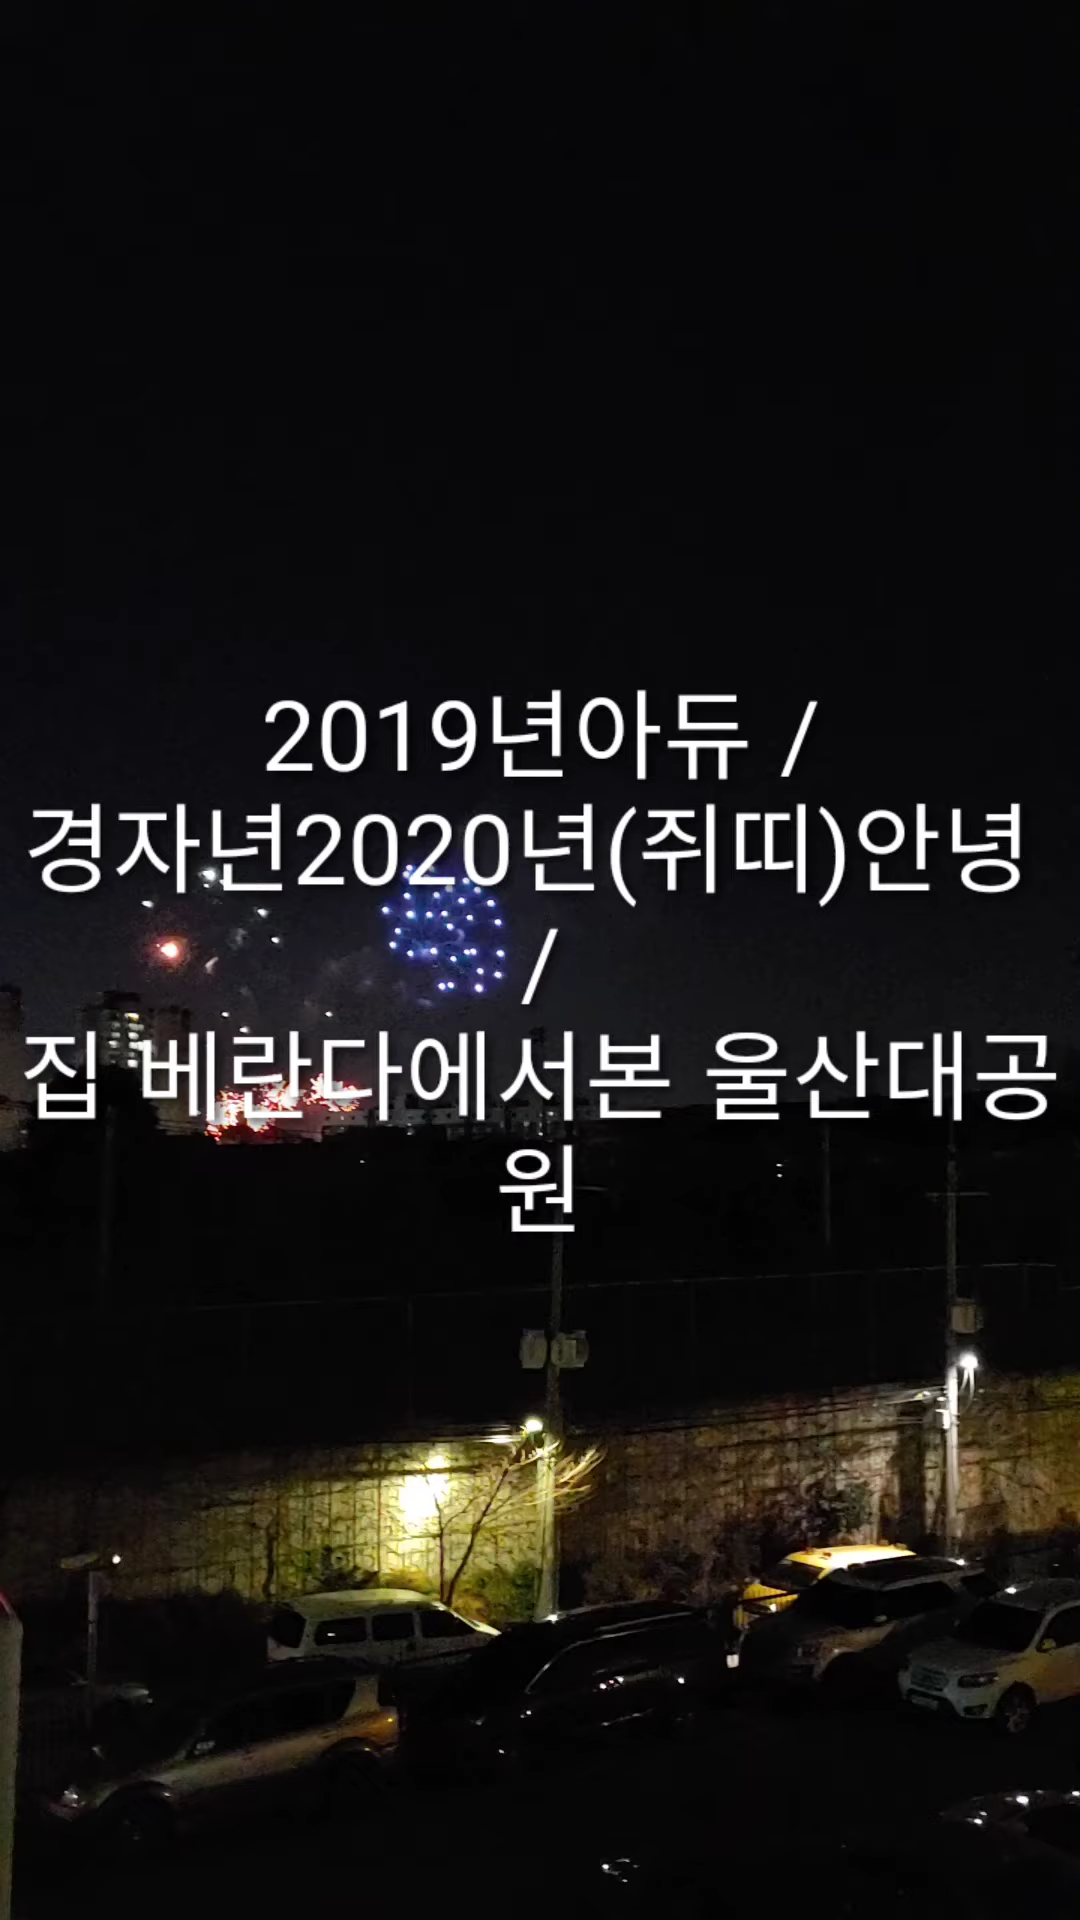 2019년아듀 /
경자년2020년(쥐띠)안녕
/
집 베란다에서본 울산대공
원